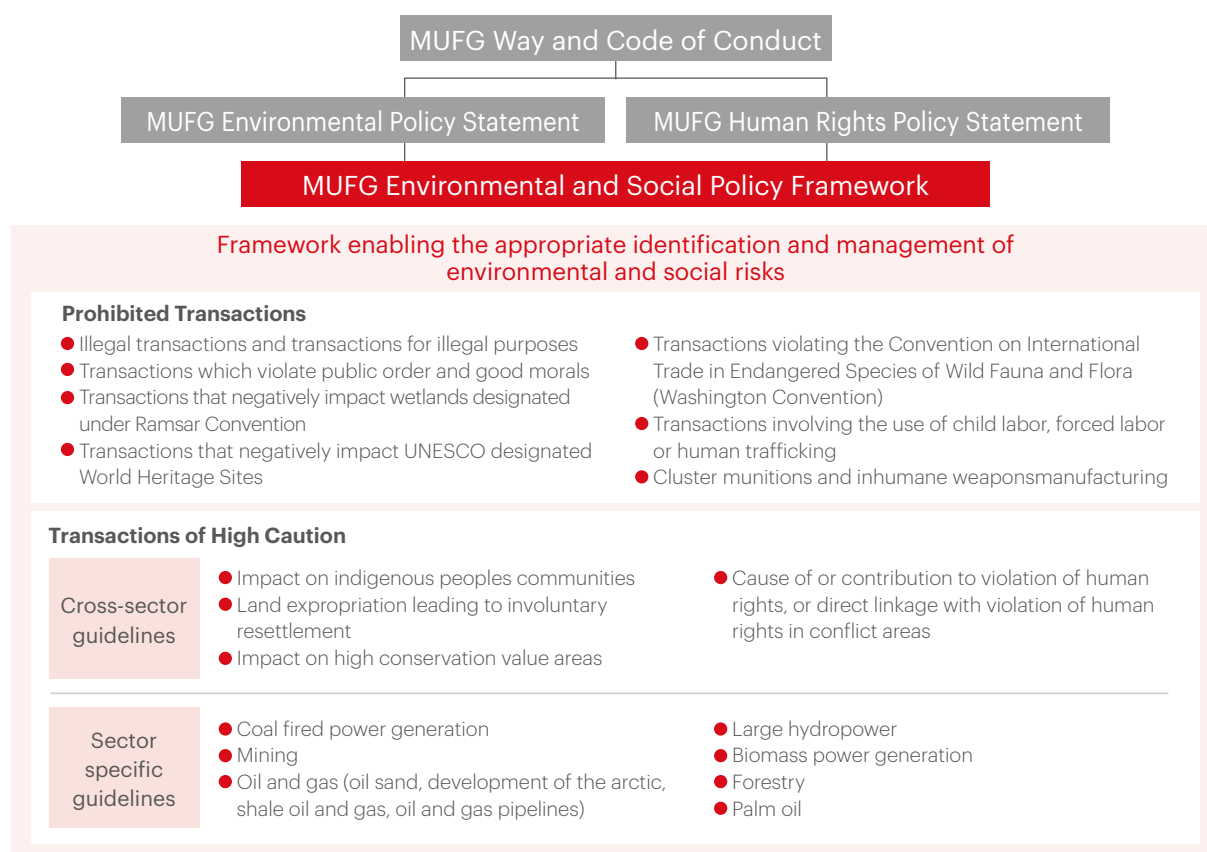 MUFG Way and Code of Conduct
MUFG Environmental Policy Statement
MUFG Human Rights Policy Statement
MUFG Environmental and Social Policy Framework
Framework enabling the appropriate identification and management of
environmental and social risks
Prohibited Transactions
Illegal transactions and transactions for illegal purposes
Transactions which violate public order and good morals
Transactions that negatively impact wetlands designated
under Ramsar Convention
Transactions that negatively impact UNESCO designated
World Heritage Sites
Transactions violating the Convention on International
Trade in Endangered Species of Wild Fauna and Flora
(Washington Convention)
Transactions involving the use of child labor, forced labor
or human trafficking
Cluster munitions and inhumane weaponsmanufacturing
Transactions of High Caution
Cross-sector
guidelines
Impact on indigenous peoples communities
Land expropriation leading to involuntary
resettlement
Impact on high conservation value areas
Cause of or contribution to violation of human
rights, or direct linkage with violation of human
rights in conflict areas
Sector
specific
guidelines
Coal fired power generation
Mining
Oil and gas (oil sand, development of the arctic,
shale oil and gas, oil and gas pipelines)
Large hydropower
Biomass power generation
Forestry
Palm oil